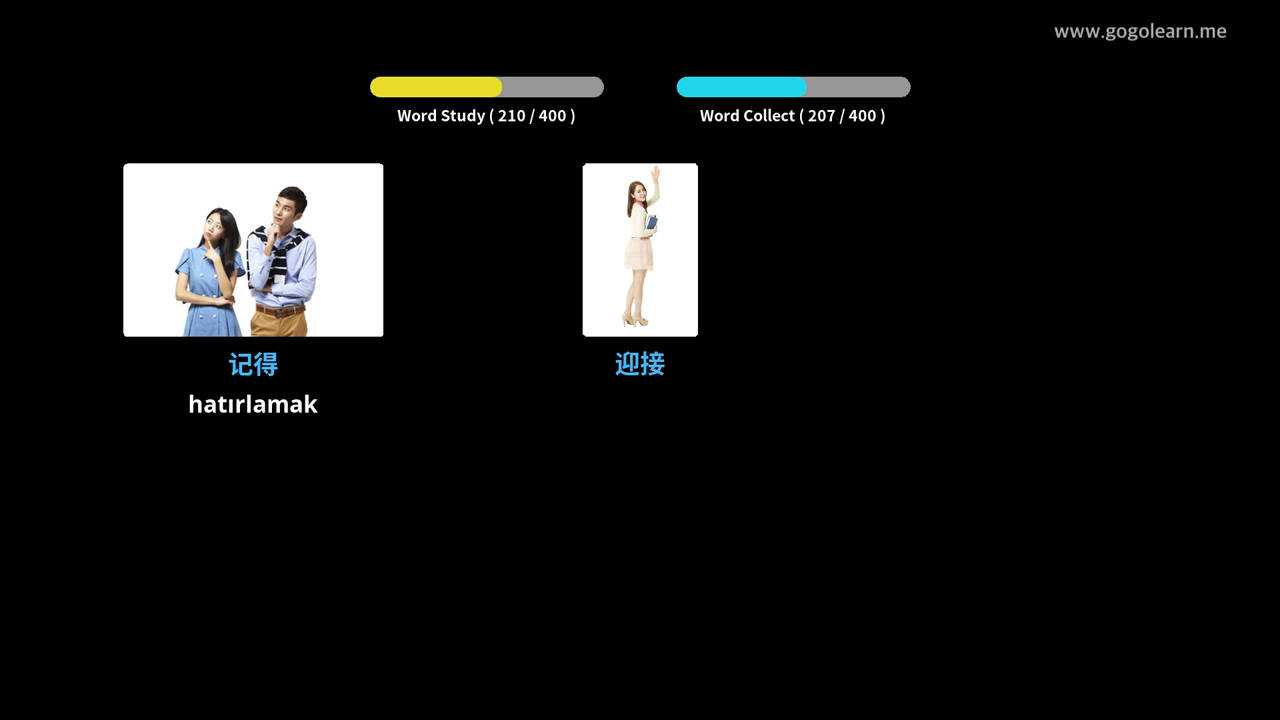 www.gogolearn.me
Word Study ( 210 / 400 )
Word Collect ( 207 / 400 )
记得
迎接
hatırlamak